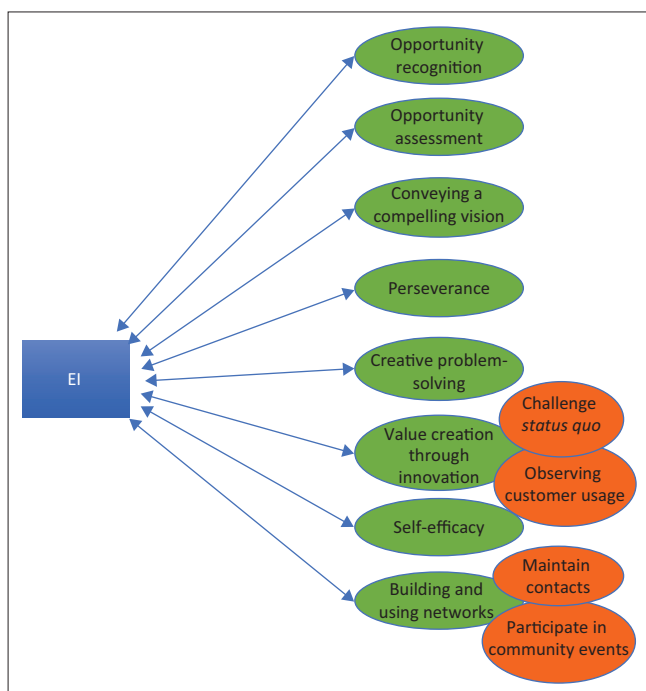 Opportunity
recognition
Opportunity
assessment
Conveying a
compelling vision
Perseverance
EI
Creative problem-
solving
Challenge
status quo
Value creation
through
innovation
Observing
customer usage
Self-efficacy
Maintain
contacts
Building and
using networks
Participate in
community events